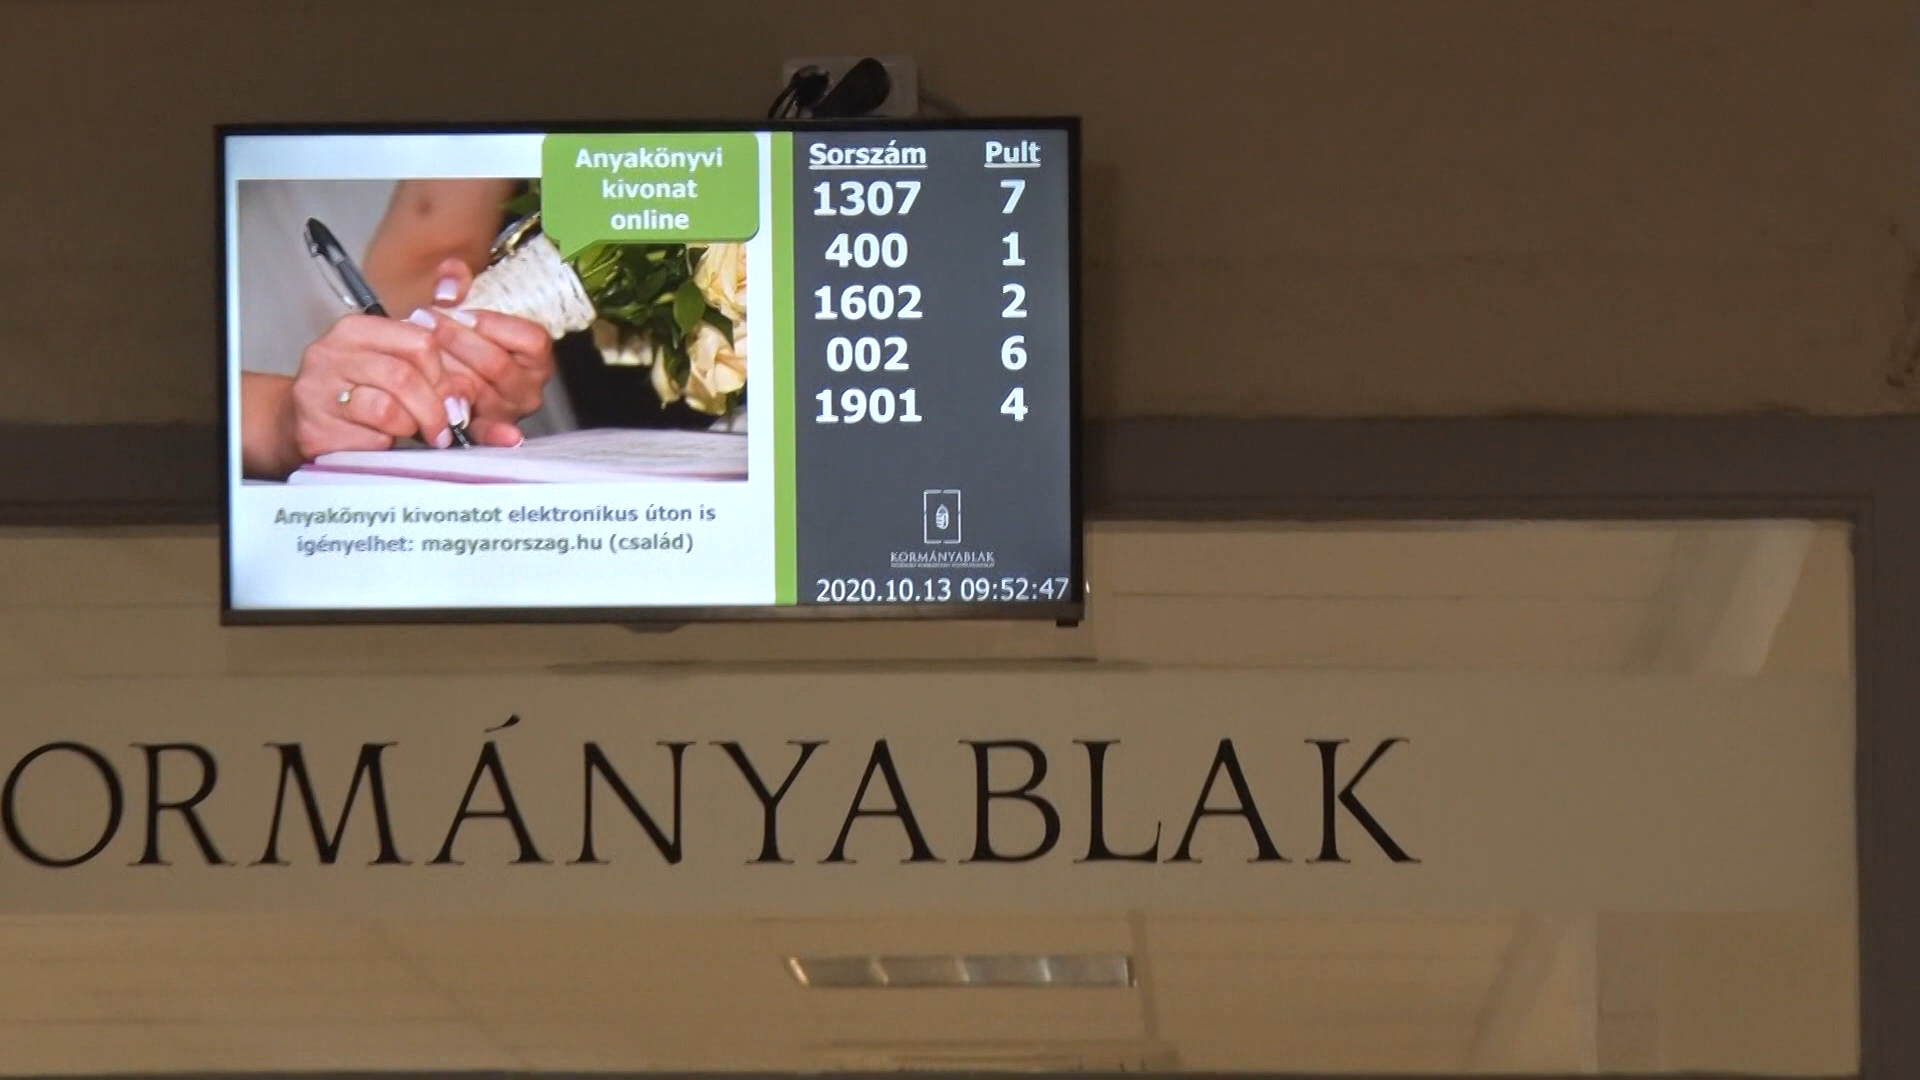 Anyakönyvi
kivonat
online
Anyakönyvi kivonatot elektronikus úton is
igényelhet: magyarorszag.hu (család)
Sorszám Pult
1307 7
400 1
1602 2
002 6
1901 4
KORMÁNYABLAK
2020.10.13 09:52:47
ORMÁNYABLAK